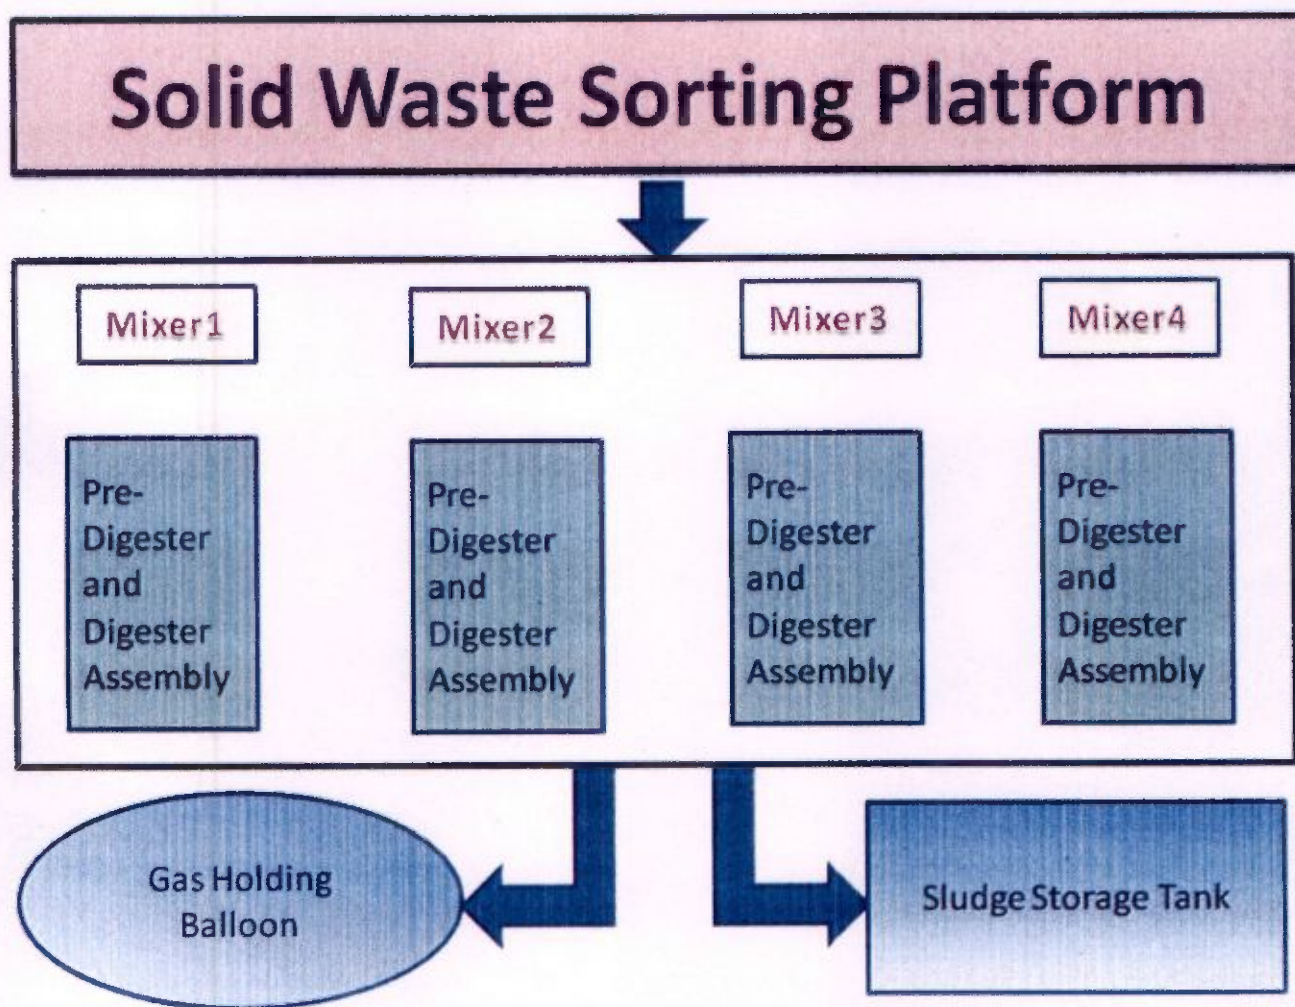 Solid Waste Sorting Platform
Mixer1
Mixer2
Mixer3
Mixer4
Pre-
Digester
and
Digester
Assembly
Pre-
Digester
and
Digester
Assembly
Pre-
Digester
and
Digester
Assembly
Pre-
Digester
and
Digester
Assembly
Gas Holding
Balloon
Sludge Storage Tank